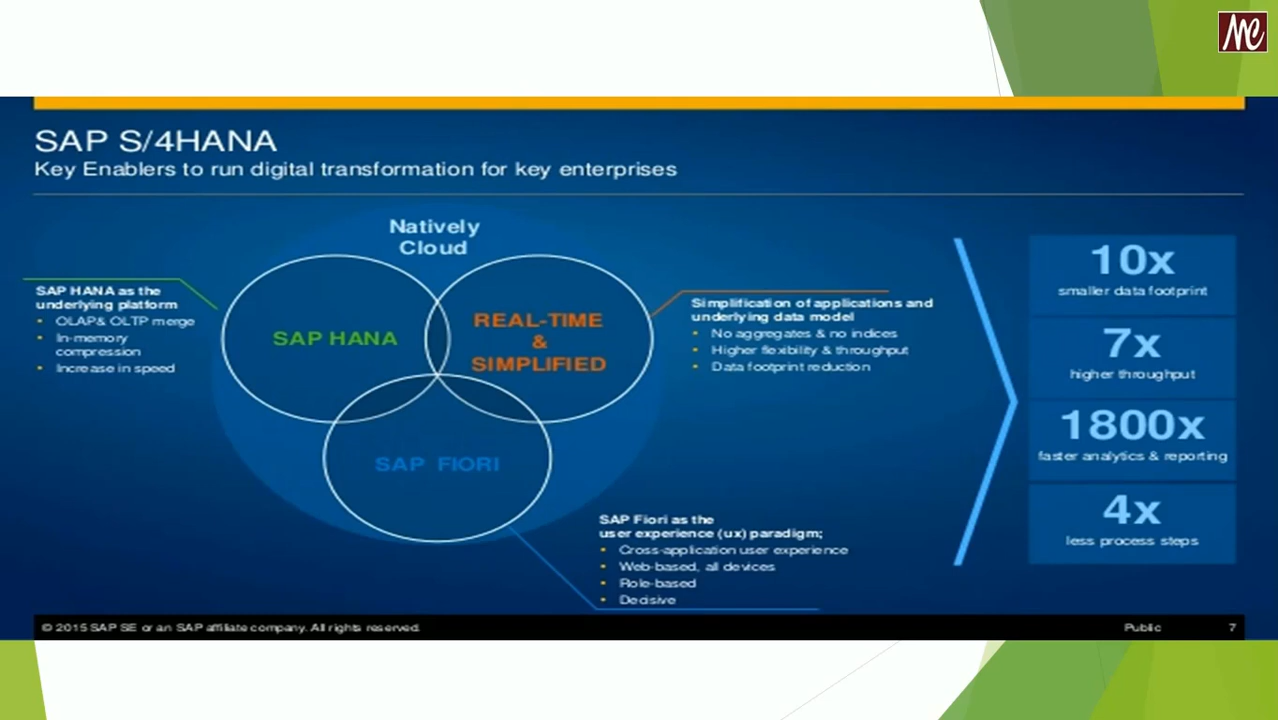 MC
SAP S/4HANA
Key Enablers to run digital transformation for key enterprises
Natively
Cloud
SAP HANA as the
underlying platform
• OLAP& OLTP merge
• In-memory
compression
• Increase in speed
SAP HANA
REAL-TIME
&
SIMPLIFIED
SAP FIORI
Simplification of applications and
underlying data model
• No aggregates & no indices
• Higher flexibility & throughput
• Data footprint reduction
SAP Fiori as the
user experience (ux) paradigm;
• Cross-application user experience
• Web-based, all devices
• Role-based
• Decisive
10x
smaller data footprint
7x
higher throughput
1800x
faster analytics & reporting
4x
less process steps
© 2015 SAP SE or an SAP affiliate company. All rights reserved.
Public 7